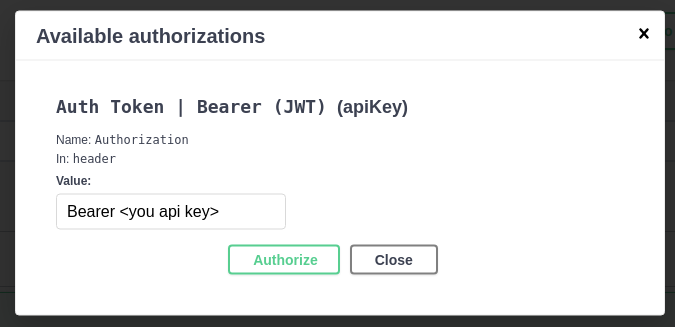 Available authorizations
Auth Token | Bearer (JWT) (apiKey)
Name: Authorization
In: header
Value:
Bearer <you api key>
Authorize Close